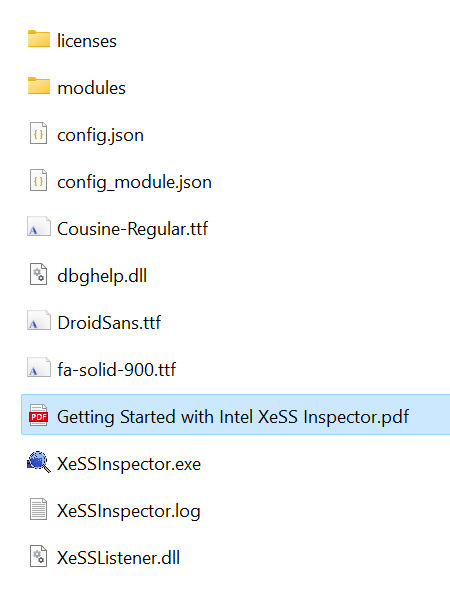 licenses
modules
config.json
config_module.json
Cousine-Regular.ttf
dbghelp.dll
DroidSans.ttf
fa-solid-900.ttf
PDF Getting Started with Intel XeSS Inspector.pdf
XeSSInspector.exe
XeSSInspector.log
XeSSListener.dll